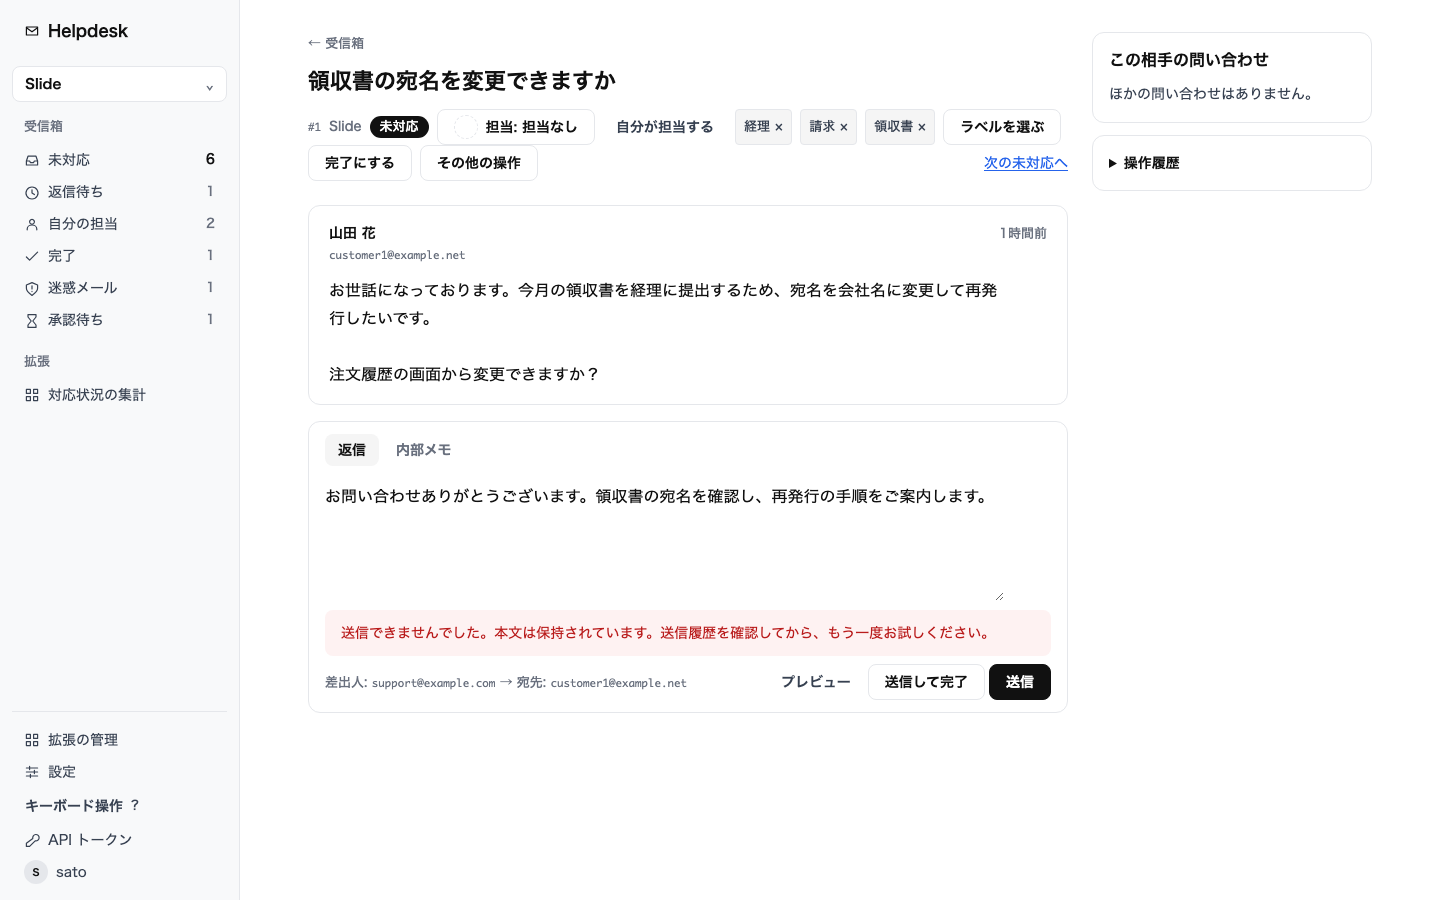 Helpdesk
Slide
受信箱
未対応 6
返信待ち 1
自分の担当 2
完了 1
迷惑メール 1
承認待ち 1
拡張
対応状況の集計
拡張の管理
設定
キーボード操作 ?
API トークン
S sato
← 受信箱
領収書の宛名を変更できますか
#1 Slide 未対応 担当: 担当なし 自分が担当する 経理 × 請求 × 領収書 × ラベルを選ぶ
完了にする その他の操作 次の未対応へ
山田 花 1時間前
customer1@example.net
お世話になっております。今月の領収書を経理に提出するため、宛名を会社名に変更して再発
行したいです。
注文履歴の画面から変更できますか？
返信 内部メモ
お問い合わせありがとうございます。領収書の宛名を確認し、再発行の手順をご案内します。
送信できませんでした。本文は保持されています。送信履歴を確認してから、もう一度お試しください。
差出人: support@example.com → 宛先: customer1@example.net プレビュー 送信して完了 送信
この相手の問い合わせ
ほかの問い合わせはありません。
▶ 操作履歴